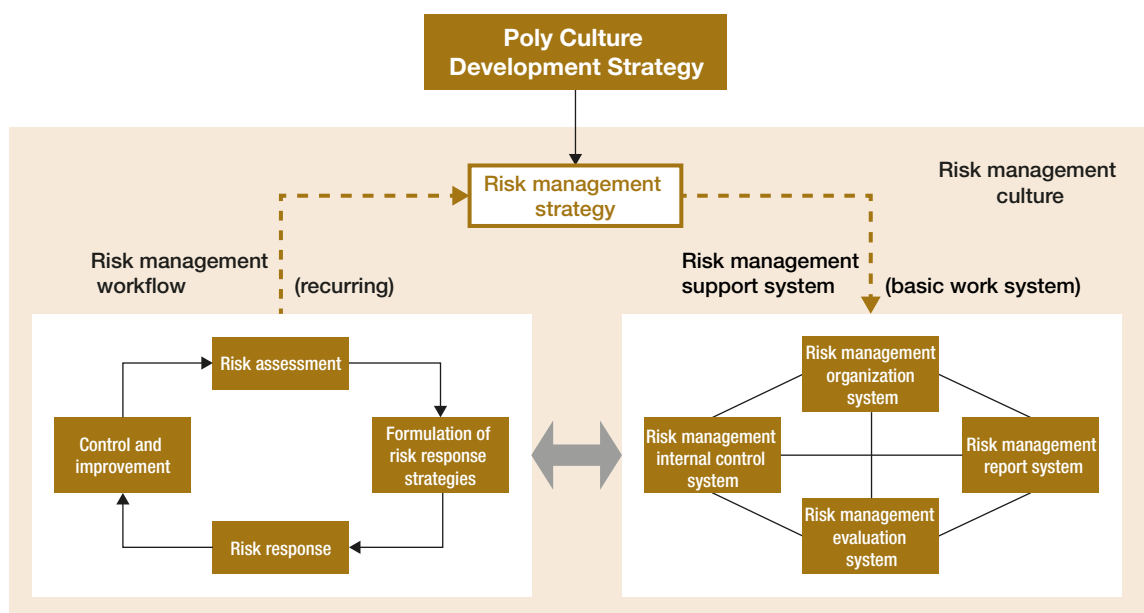 Poly Culture
Development Strategy
Risk management
strategy
Risk management
culture
Risk management
workflow
(recurring)
Risk management
support system
(basic work system)
Risk assessment
Formulation of
risk response
strategies
Control and
improvement
Risk response
Risk management
organization
system
Risk management
internal control
system
Risk management
report system
Risk management
evaluation
system